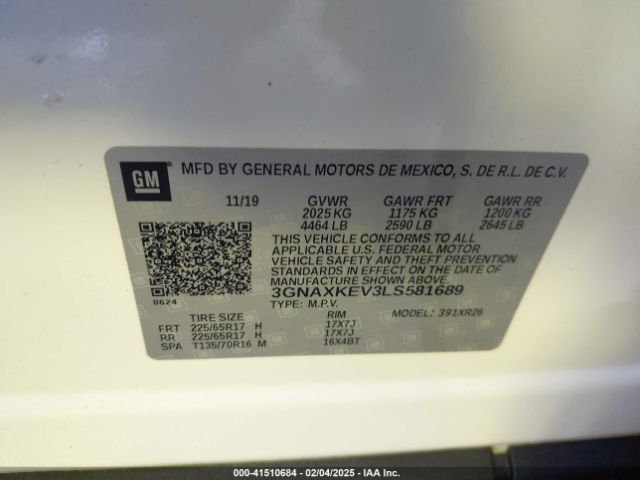 GM MFD BY GENERAL MOTORS DE MEXICO, S. DE R.L. DE C.V.
11/19 GVWR GAWR FRT GAWR RR
2025 KG 1175 KG 1200 KG
4464 LB 2590 LB 2645 LB
THIS VEHICLE CONFORMS TO ALL
APPLICABLE U.S. FEDERAL MOTOR
VEHICLE SAFETY AND THEFT PREVENTION
STANDARDS IN EFFECT ON THE DATE OF
MANUFACTURE SHOWN ABOVE.
3GNAXKEV3LS581689
8624 TYPE: M.P.V. MODEL: 391XR26
TIRE SIZE RIM
FRT 225/65R17 H 17X7J
RR 225/65R17 H 17X7J
SPA T135/70R16 M 16X4BT
000-41510684 | 02/04/2025 - IAA Inc.